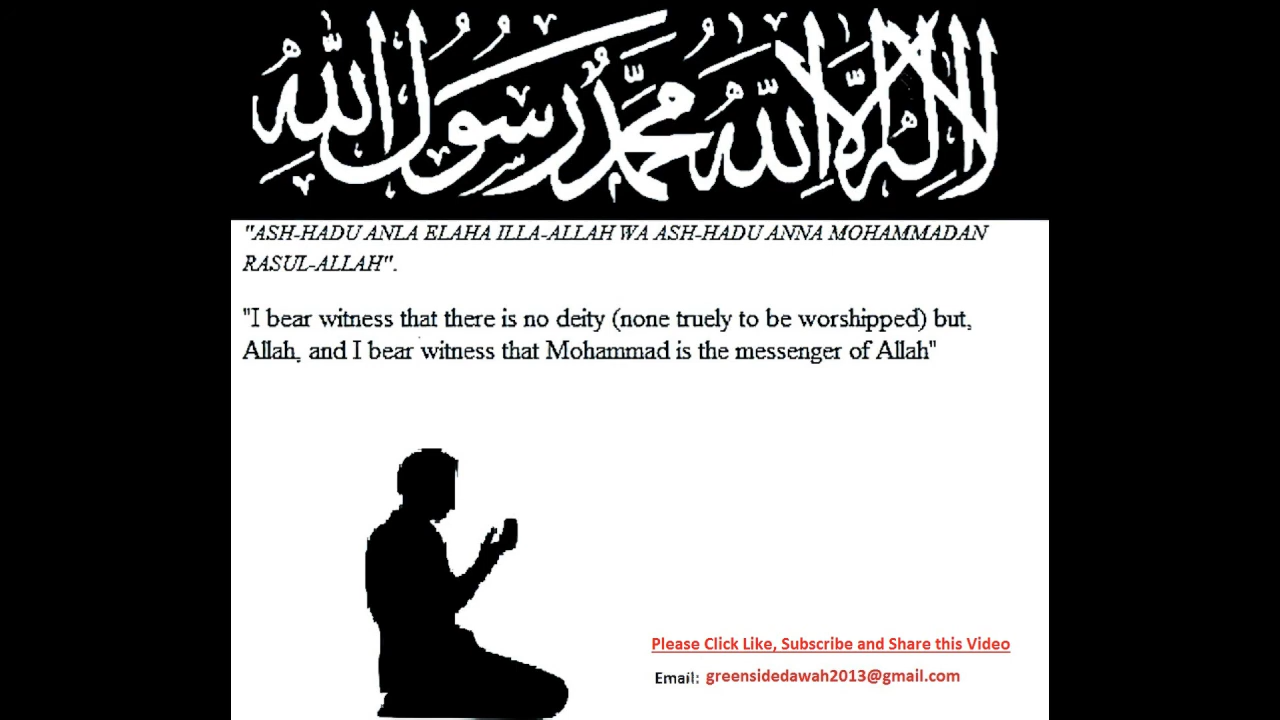 لا إله إلا الله محمد رسول الله
"ASH-HADU ANLA ELAHA ILLA-ALLAH WA ASH-HADU ANNA MOHAMMADAN
RASUL-ALLAH".
"I bear witness that there is no deity (none truely to be worshipped) but,
Allah, and I bear witness that Mohammad is the messenger of Allah"
Please Click Like, Subscribe and Share this Video
Email: greensidedawah2013@gmail.com